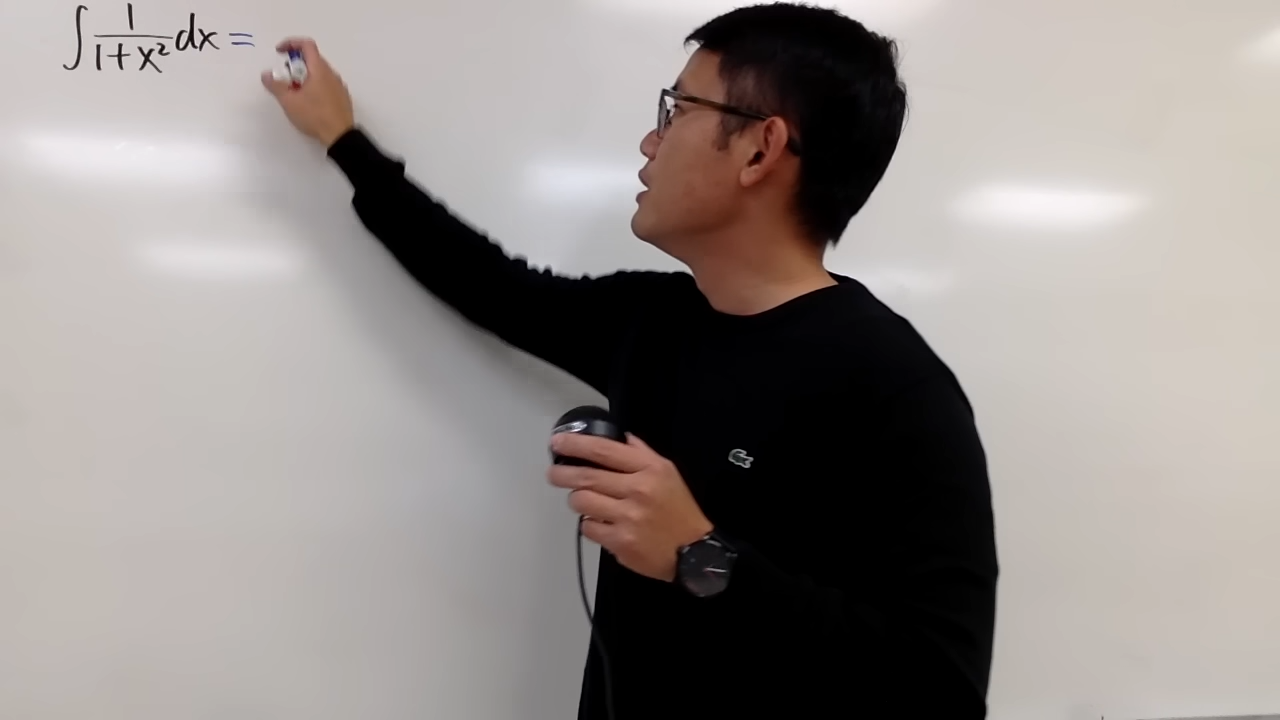 ∫ 1/(1+x²) dx =